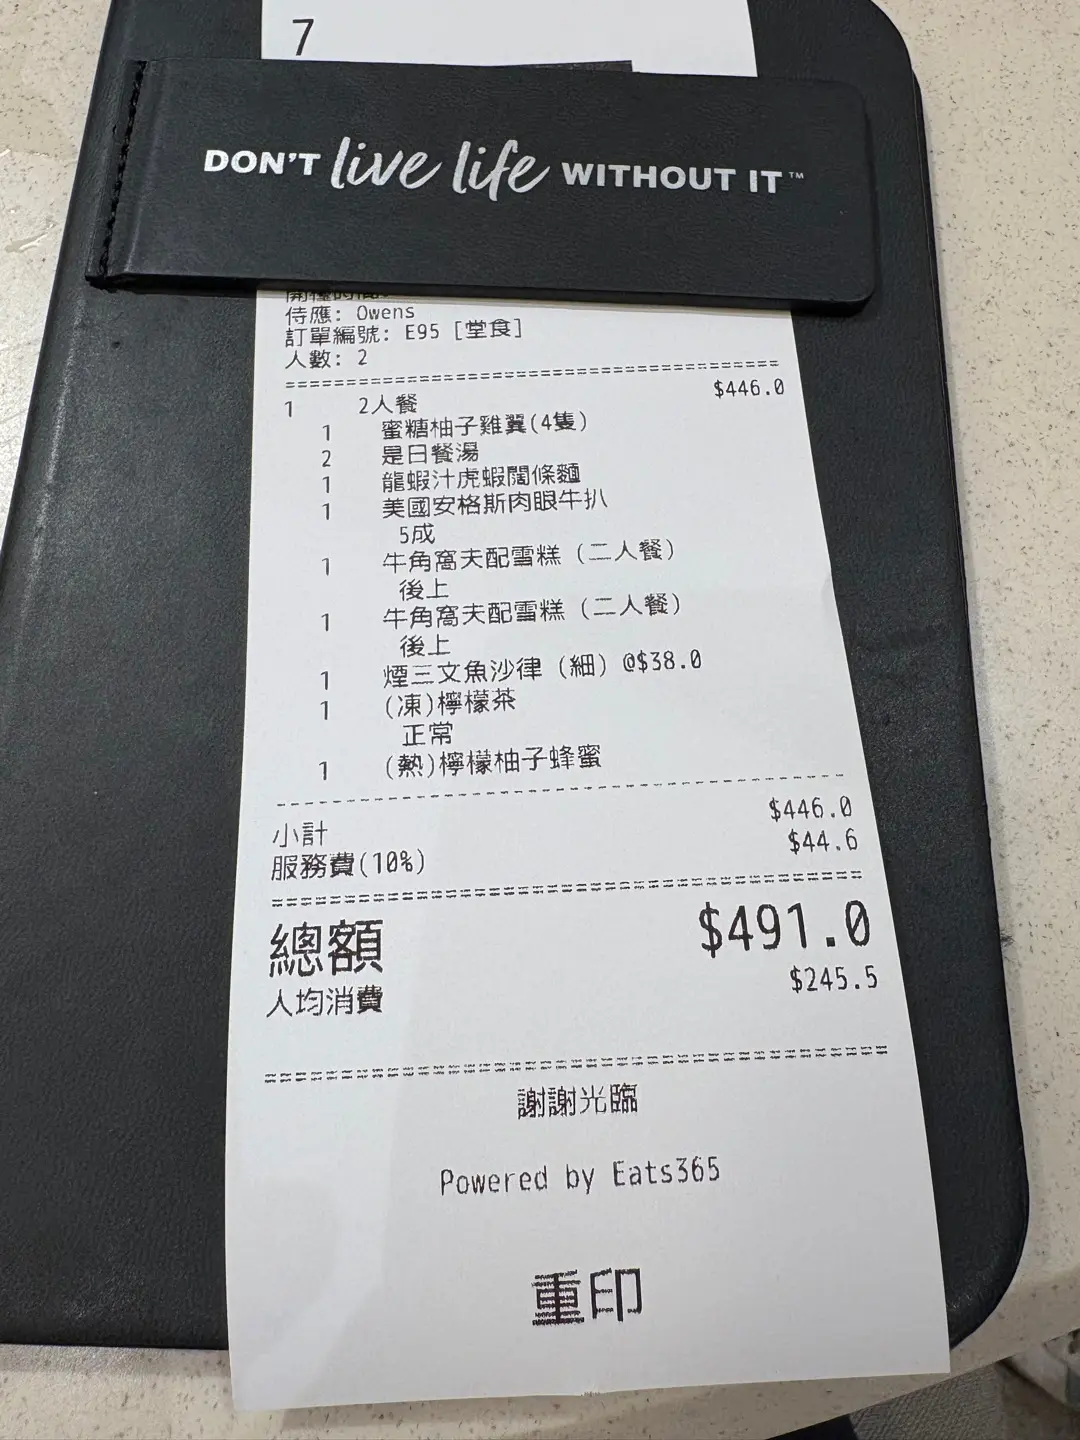 7
DON'T live life WITHOUT IT™
侍應: Owens
訂單編號: E95 [堂食]
人數: 2
1 2人餐 $446.0
1 蜜糖柚子雞翼(4隻)
2 是日餐湯
1 龍蝦汁虎蝦闊條麵
1 美國安格斯肉眼牛扒
5成
1 牛角窩夫配雪糕 (二人餐)
後上
1 牛角窩夫配雪糕 (二人餐)
後上
1 煙三文魚沙律 (細) @$38.0
1 (凍)檸檬茶
正常
1 (熱)檸檬柚子蜂蜜
小計 $446.0
服務費(10%) $44.6
總額 $491.0
人均消費 $245.5
謝謝光臨
Powered by Eats365
重印